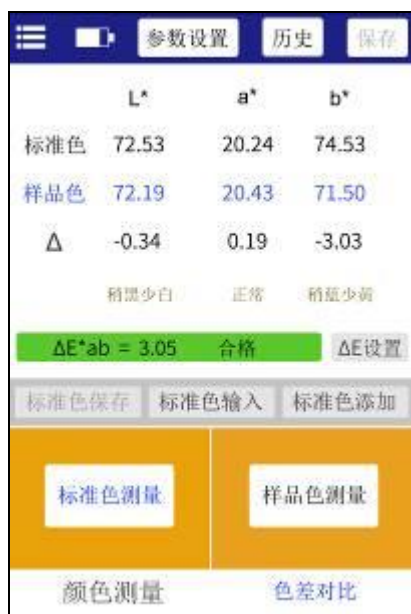 参数设置 历史 保存
L* a* b*
标准色 72.53 20.24 74.53
样品色 72.19 20.43 71.50
Δ -0.34 0.19 -3.03
稍黑少白 正常 稍蓝少黄
ΔE*ab = 3.05 合格 ΔE设置
标准色保存 标准色输入 标准色添加
标准色测量 样品色测量
颜色测量 色差对比